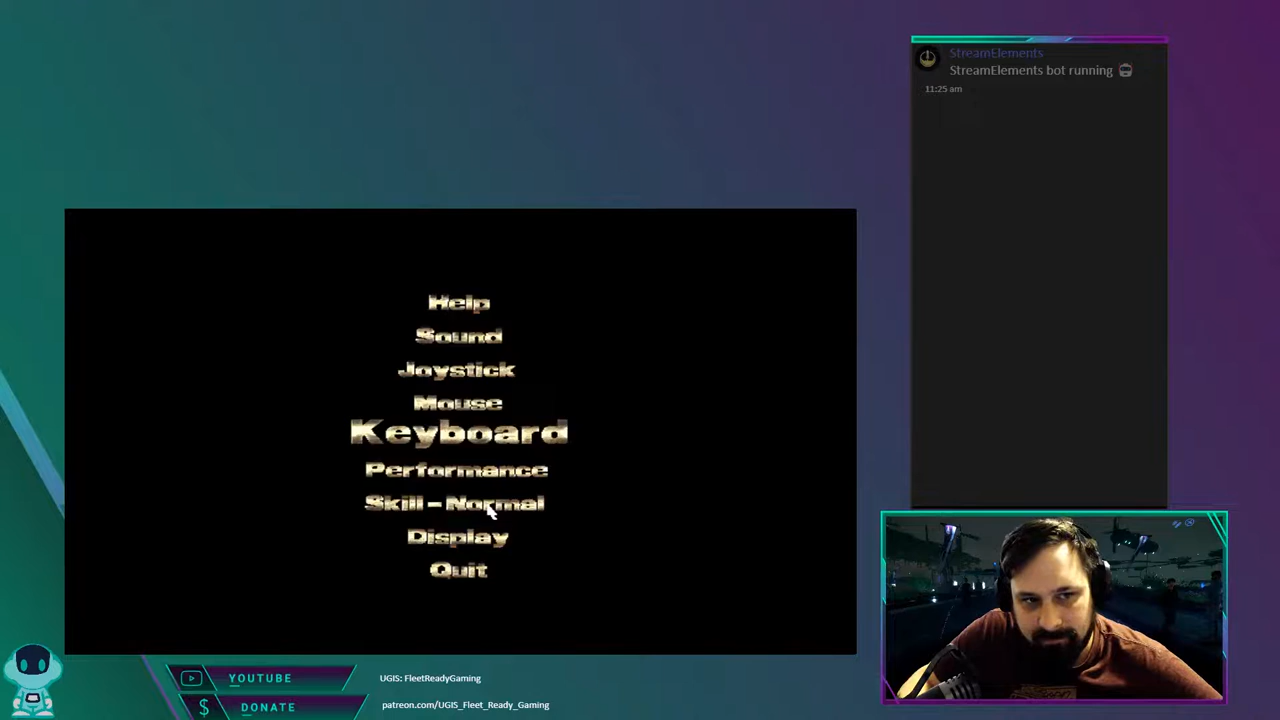 StreamElements
StreamElements bot running
11:25 am
Help
Sound
Joystick
Mouse
Keyboard
Performance
Skill - Normal
Display
Quit
YOUTUBE
UGIS: FleetReadyGaming
$ DONATE
patreon.com/UGIS_Fleet_Ready_Gaming